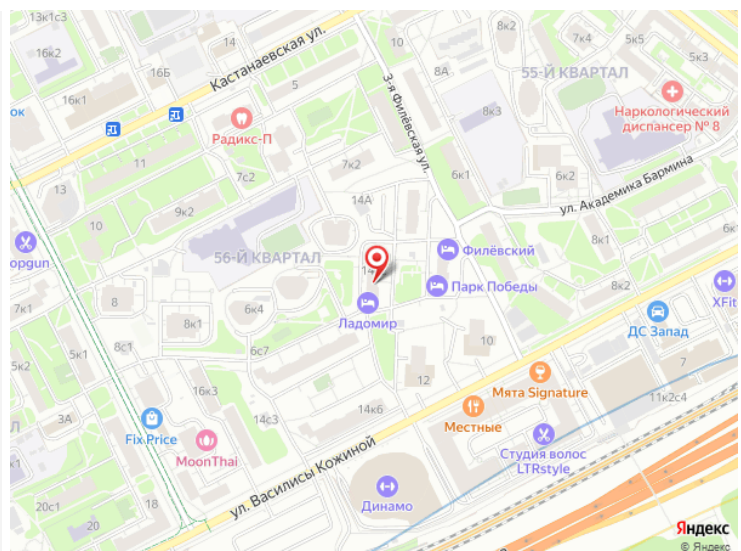 13к1с1
14
10
8к2
7к4
5к5
16к2
16Б
8А
55-Й КВАРТАЛ
5к3
Кастанаевская ул.
5
3-я Филёвская ул.
8к3
Наркологический
диспансер № 8
16к1
Радикс-П
11
7к2
6к1
6к2
7с2
13
14А
ул. Академика Бармина
10
9к2
opgun
56-Й КВАРТАЛ
8к1
6к1
7к1
8
6к4
Филёвский
Парк Победы
8к2
XFit
8к1
Ладомир
ДС Запад
5к1
8с1
6с7
10
7
16к3
12
Мята Signature
11к2с4
3А
14с3
14к6
Местные
Fix Price
MoonThai
Студия волос
LTRstyle
ул. Василисы Кожиной
20с1
18
20
Динамо
Яндекс
© Яндекс